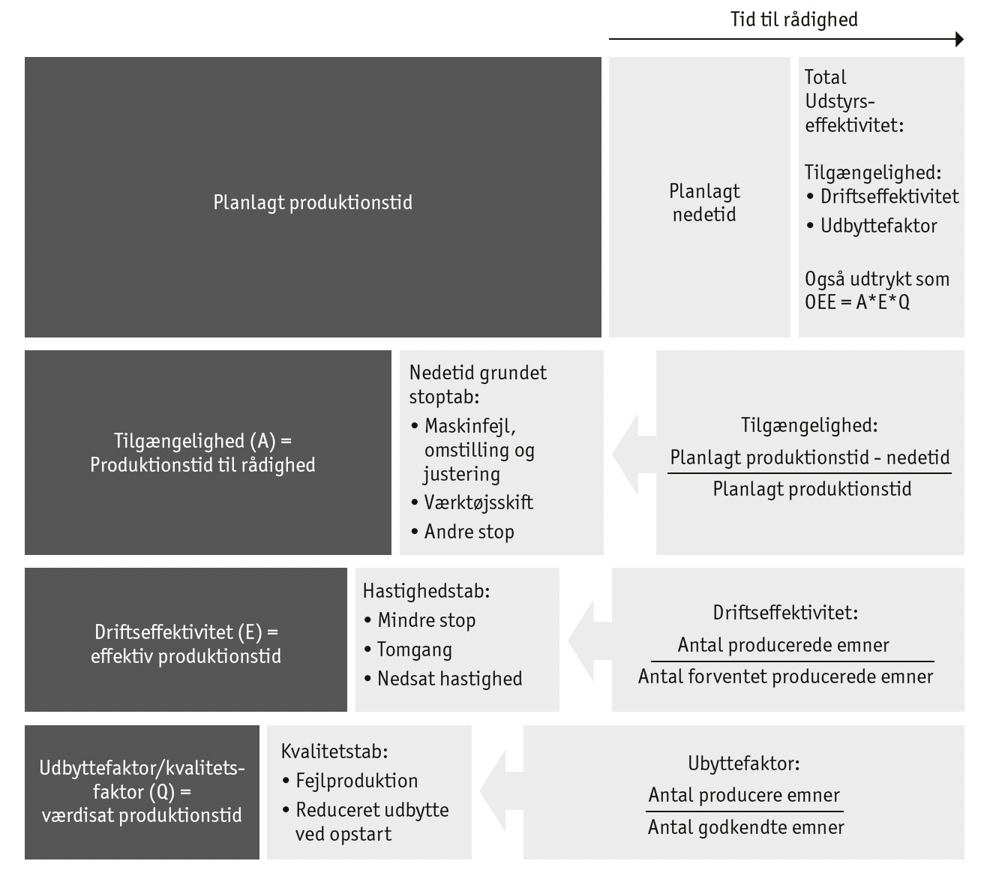 Tid til rådighed
Planlagt produktionstid
Planlagt
nedetid
Total
Udstyrs-
effektivitet:
Tilgængelighed:
• Driftseffektivitet
• Udbyttefaktor
Også udtrykt som
OEE = A*E*Q
Tilgængelighed (A) =
Produktionstid til rådighed
Nedetid grundet
stoptab:
• Maskinfejl,
omstilling og
justering
• Værktøjsskift
• Andre stop
Tilgængelighed:
Planlagt produktionstid - nedetid
Planlagt produktionstid
Driftseffektivitet (E) =
effektiv produktionstid
Hastighedstab:
• Mindre stop
• Tomgang
• Nedsat hastighed
Driftseffektivitet:
Antal producerede emner
Antal forventet producerede emner
Udbyttefaktor/kvalitets-
faktor (Q) =
værdisat produktionstid
Kvalitetstab:
• Fejlproduktion
• Reduceret udbytte
ved opstart
Ubyttefaktor:
Antal producere emner
Antal godkendte emner